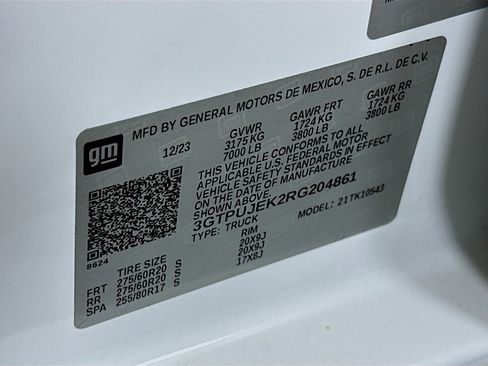 gm
MFD BY GENERAL MOTORS DE MEXICO, S. DE R.L. DE C.V.
12/23 GVWR GAWR FRT GAWR RR
3175 KG 1724 KG 1724 KG
7000 LB 3800 LB 3800 LB
THIS VEHICLE CONFORMS TO ALL
APPLICABLE U.S. FEDERAL MOTOR
VEHICLE SAFETY STANDARDS IN EFFECT
ON THE DATE OF MANUFACTURE
SHOWN ABOVE.
3GTPUJEK2RG204861
TYPE: TRUCK MODEL: 21TK10543
8624
TIRE SIZE RIM
FRT 275/60R20 S 20X9J
RR 275/60R20 S 20X9J
SPA 255/80R17 S 17X8J